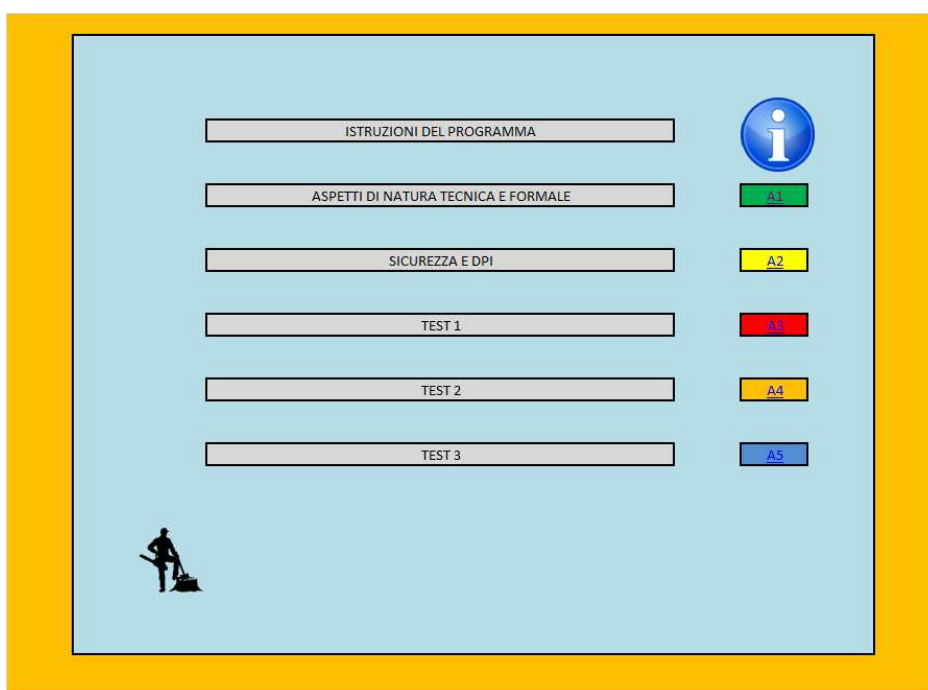 ISTRUZIONI DEL PROGRAMMA
ASPETTI DI NATURA TECNICA E FORMALE A1
SICUREZZA E DPI A2
TEST 1 A3
TEST 2 A4
TEST 3 A5